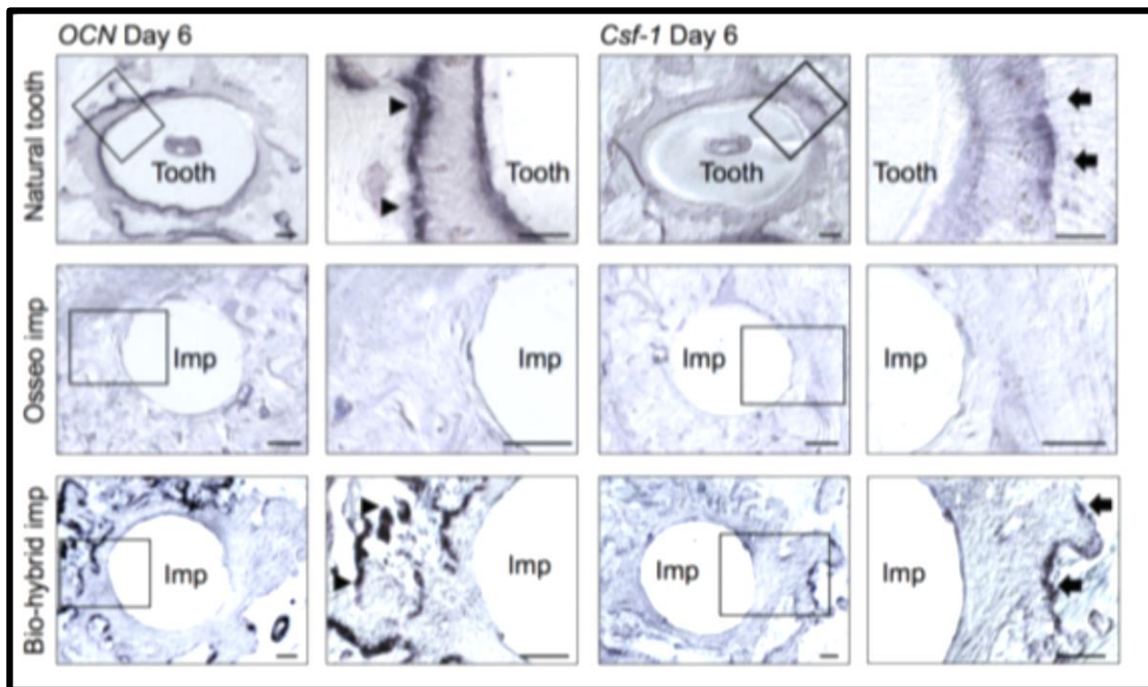 OCN Day 6
Csf-1 Day 6
Natural tooth
Tooth
Tooth
Tooth
Tooth
Osseo imp
Imp
Imp
Imp
Imp
Bio-hybrid imp
Imp
Imp
Imp
Imp